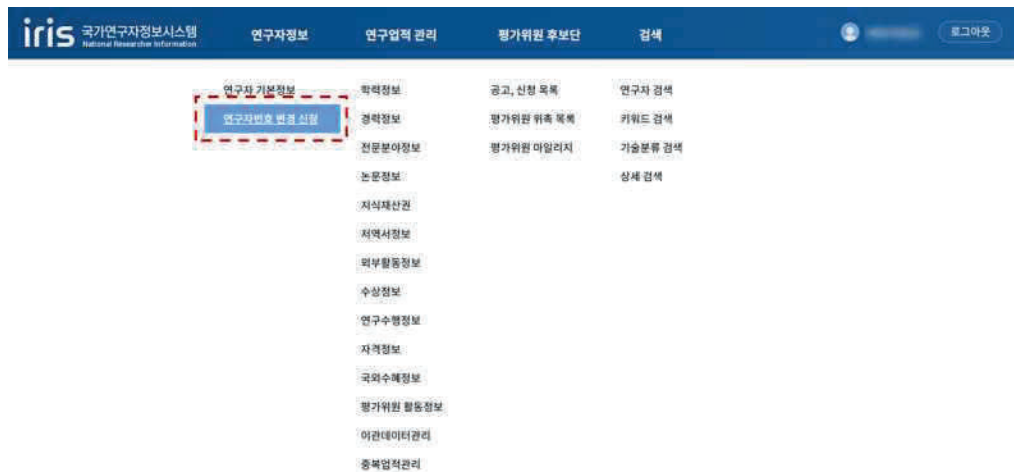 iris 국가연구자정보시스템
National Researcher Information
연구자정보 연구업적 관리 평가위원 후보단 검색 로그아웃
연구자 기본정보 학력정보 공고, 신청 목록 연구자 검색
연구자번호 변경 신청 경력정보 평가위원 위촉 목록 키워드 검색
전문분야정보 평가위원 마일리지 기술분류 검색
논문정보 상세 검색
지식재산권
저역서정보
외부활동정보
수상정보
연구수행정보
자격정보
국외수혜정보
평가위원 활동정보
이관데이터관리
중복업적관리